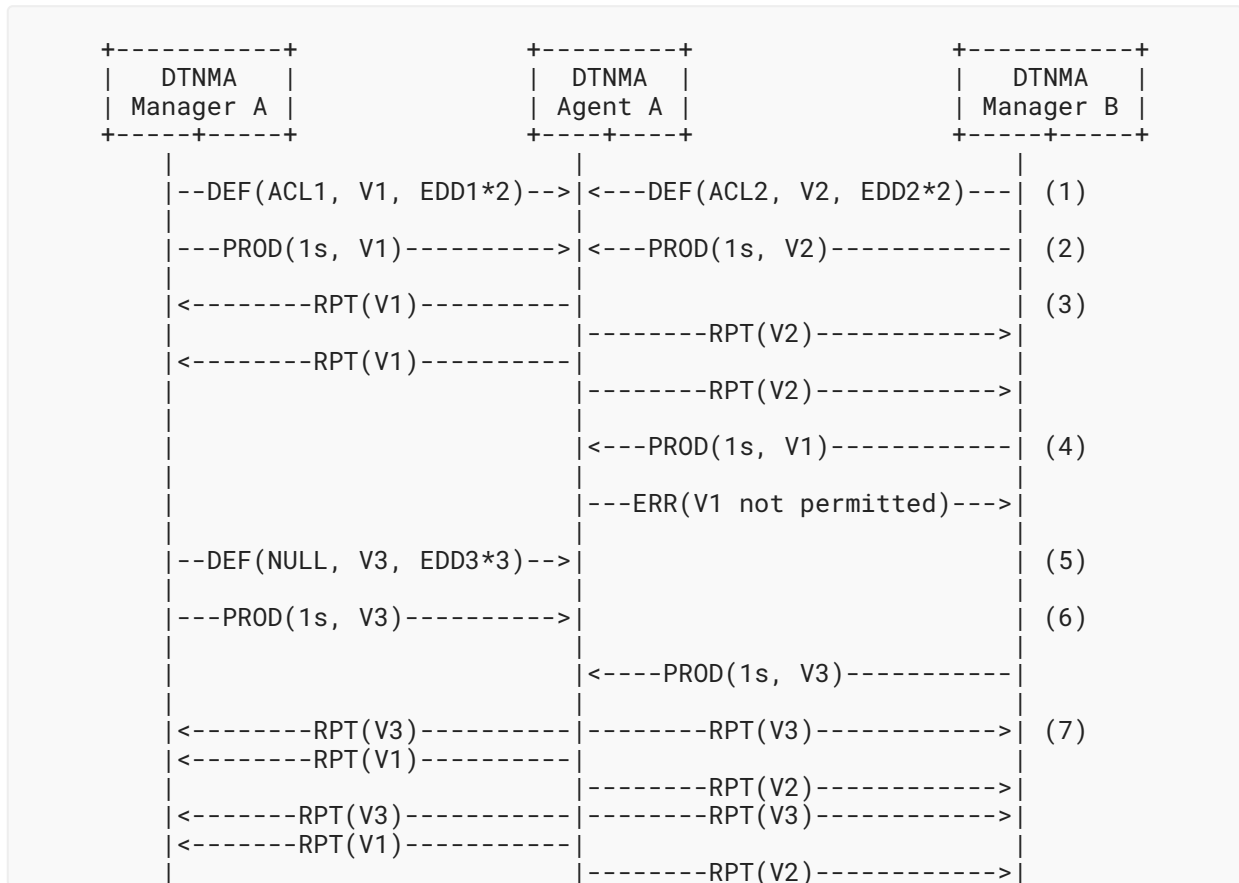 +-----------+                +---------+                  +-----------+
|   DTNMA   |                |  DTNMA  |                  |   DTNMA   |
| Manager A |                | Agent A |                  | Manager B |
+-----+-----+                +----+----+                  +-----+-----+
    |                           |                             |
    |--DEF(ACL1, V1, EDD1*2)-->|<---DEF(ACL2, V2, EDD2*2)---| (1)
    |                           |                             |
    |---PROD(1s, V1)---------->|<---PROD(1s, V2)------------| (2)
    |                           |                             |
    |<--------RPT(V1)----------|                            | (3)
    |                          |--------RPT(V2)------------>|
    |<--------RPT(V1)----------|                            |
    |                          |--------RPT(V2)------------>|
    |                          |                            |
    |                          |<---PROD(1s, V1)------------| (4)
    |                          |                            |
    |                          |---ERR(V1 not permitted)--->|
    |                          |                            |
    |--DEF(NULL, V3, EDD3*3)-->|                            | (5)
    |                          |                            |
    |---PROD(1s, V3)---------->|                            | (6)
    |                          |                            |
    |                          |<----PROD(1s, V3)-----------|
    |                          |                            |
    |<--------RPT(V3)----------|--------RPT(V3)------------>| (7)
    |<--------RPT(V1)----------|                            |
    |                          |--------RPT(V2)------------>|
    |<-------RPT(V3)-----------|--------RPT(V3)------------>|
    |<-------RPT(V1)-----------|                            |
    |                          |--------RPT(V2)------------>|